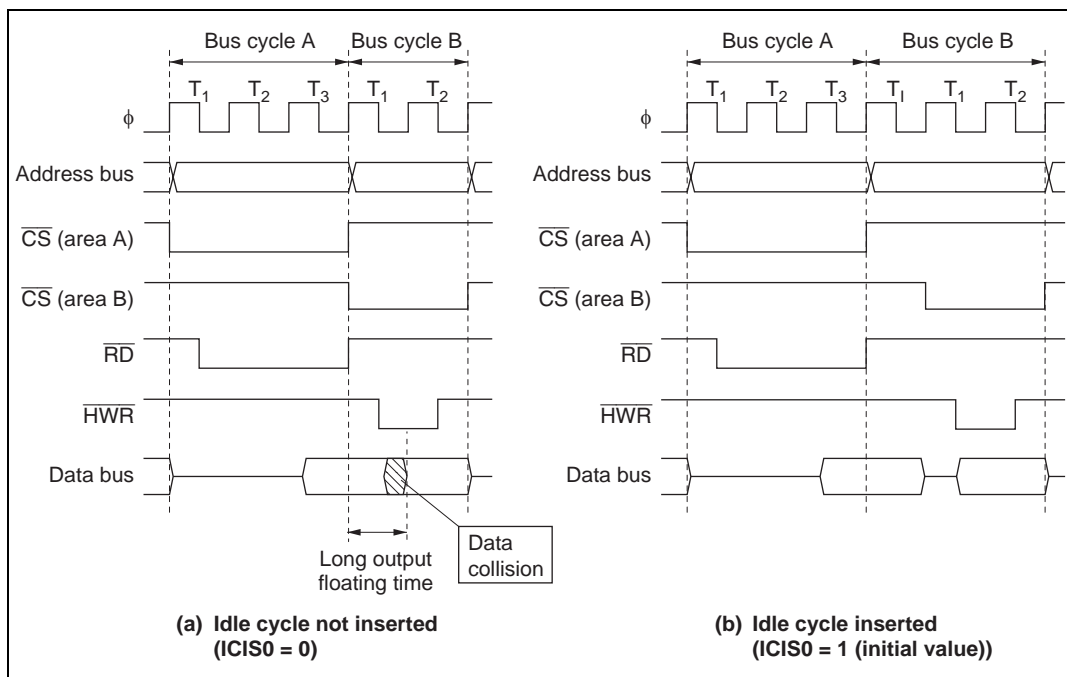 Bus cycle A Bus cycle B
T1 T2 T3 T1 T2
ϕ
Address bus
CS (area A)
CS (area B)
RD
HWR
Data bus
Long output
floating time
Data
collision
(a) Idle cycle not inserted
(ICIS0 = 0)
Bus cycle A Bus cycle B
T1 T2 T3 TI T1 T2
ϕ
Address bus
CS (area A)
CS (area B)
RD
HWR
Data bus
(b) Idle cycle inserted
(ICIS0 = 1 (initial value))